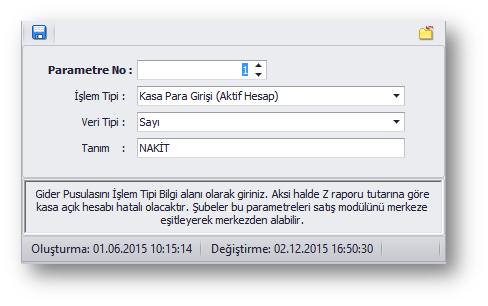 Parametre No : 1
İşlem Tipi : Kasa Para Girişi (Aktif Hesap)
Veri Tipi : Sayı
Tanım : NAKİT
Gider Pusulasını İşlem Tipi Bilgi alanı olarak giriniz. Aksi halde Z raporu tutarına göre
kasa açık hesabı hatalı olacaktır. Şubeler bu parametreleri satış modülünü merkeze
eşitleyerek merkezden alabilir.
Oluşturma: 01.06.2015 10:15:14 Değiştirme: 02.12.2015 16:50:30